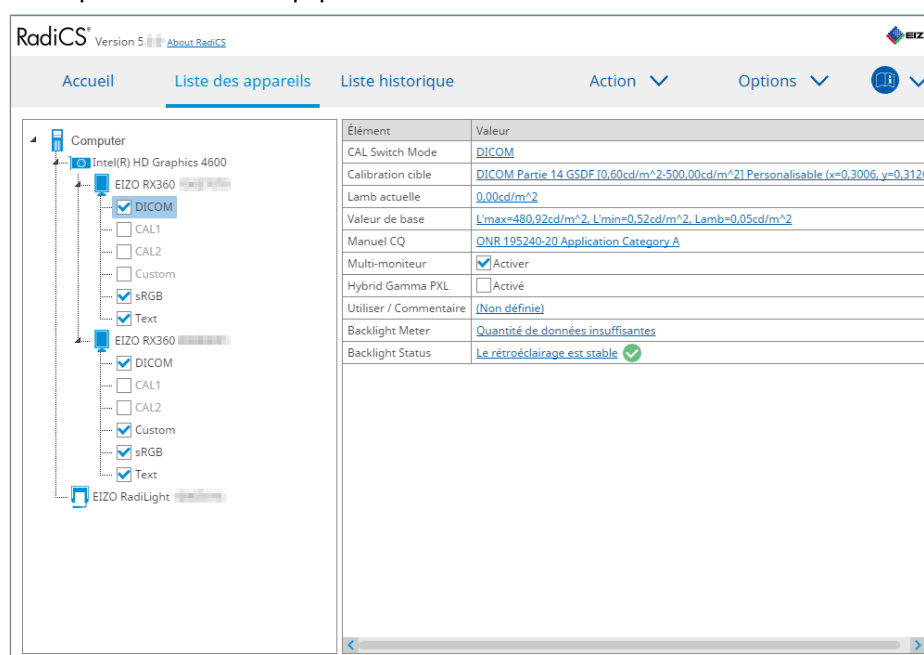 RadiCS® Version 5. About RadiCS
EIZ
Accueil Liste des appareils Liste historique Action Options
Computer
Intel(R) HD Graphics 4600
EIZO RX360
DICOM
CAL1
CAL2
Custom
sRGB
Text
EIZO RX360
DICOM
CAL1
CAL2
Custom
sRGB
Text
EIZO RadiLight
Élément Valeur
CAL Switch Mode DICOM
Calibration cible DICOM Partie 14 GSDF [0,60cd/m^2-500,00cd/m^2] Personalisable (x=0,3006, y=0,312
Lamb actuelle 0,00cd/m^2
Valeur de base L'max=480,92cd/m^2, L'min=0,52cd/m^2, Lamb=0,05cd/m^2
Manuel CQ ONR 195240-20 Application Category A
Multi-moniteur Activer
Hybrid Gamma PXL Activé
Utiliser / Commentaire (Non définie)
Backlight Meter Quantité de données insuffisantes
Backlight Status Le rétroéclairage est stable